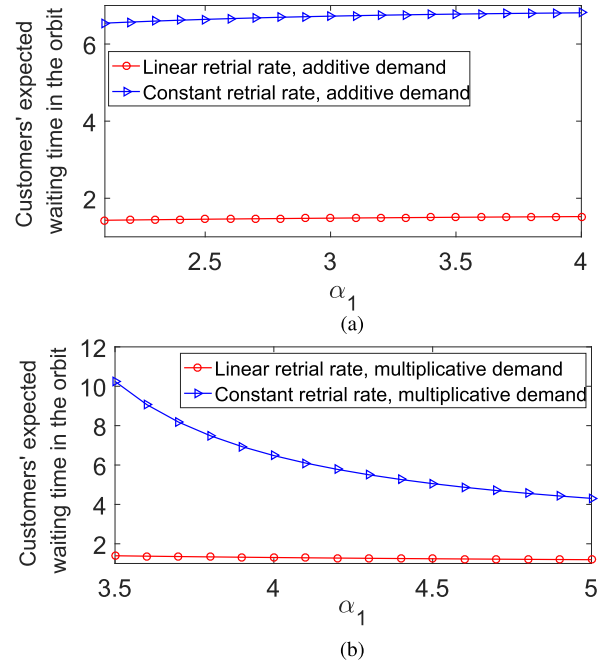 Customers' expected
waiting time in the orbit
6
4
2
Linear retrial rate, additive demand
Constant retrial rate, additive demand
2.5 3 3.5 4
α1
(a)
Customers' expected
waiting time in the orbit
12
10
8
6
4
2
Linear retrial rate, multiplicative demand
Constant retrial rate, multiplicative demand
3.5 4 4.5 5
α1
(b)